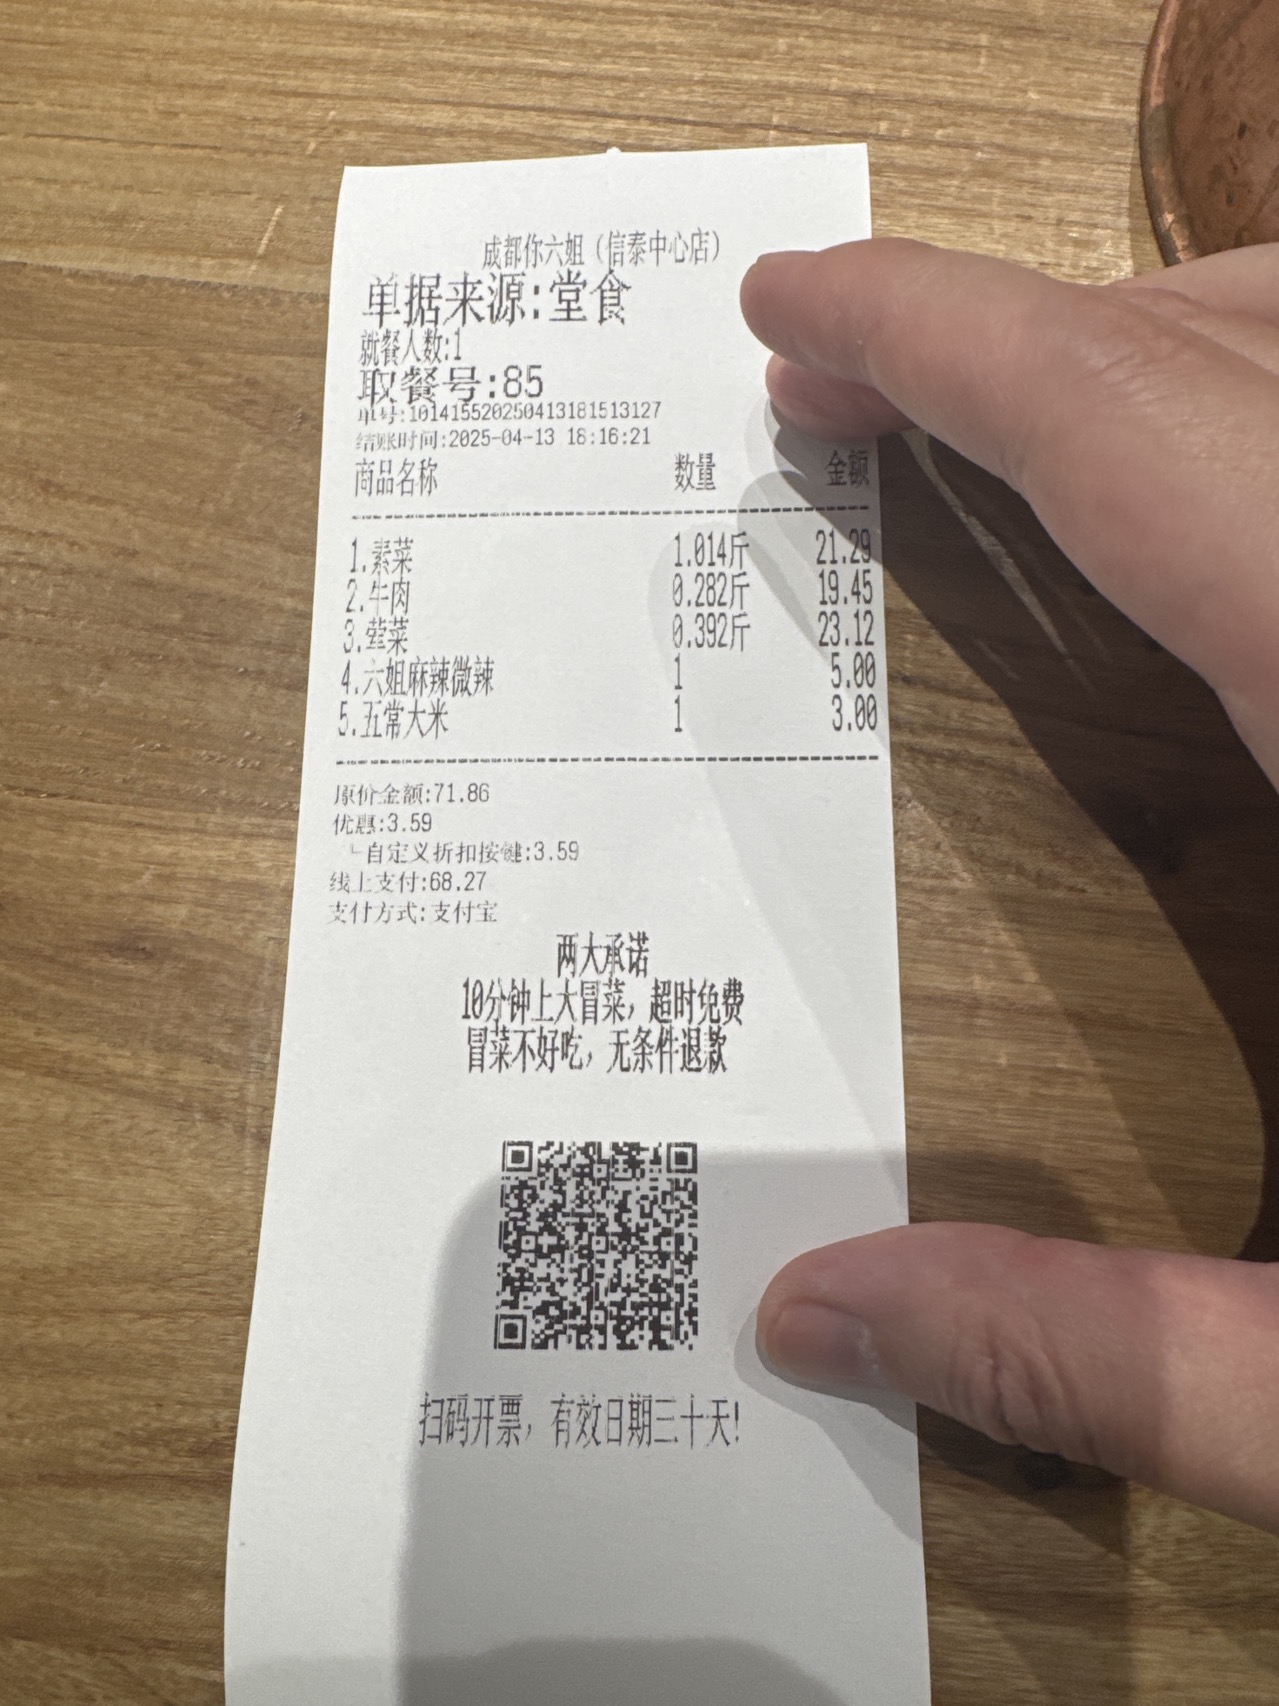 成都你六姐（信泰中心店）
单据来源:堂食
就餐人数:1
取餐号:85
单号:10141552025041318151​3127
结账时间:2025-04-13 18:16:21
商品名称 数量 金额
1.素菜 1.014斤 21.29
2.牛肉 0.282斤 19.45
3.荤菜 0.392斤 23.12
4.六姐麻辣微辣 1 5.00
5.五常大米 1 3.00
原价金额:71.86
优惠:3.59
└自定义折扣按键:3.59
线上支付:68.27
支付方式:支付宝
两大承诺
10分钟上大冒菜，超时免费
冒菜不好吃，无条件退款
扫码开票，有效日期三十天!